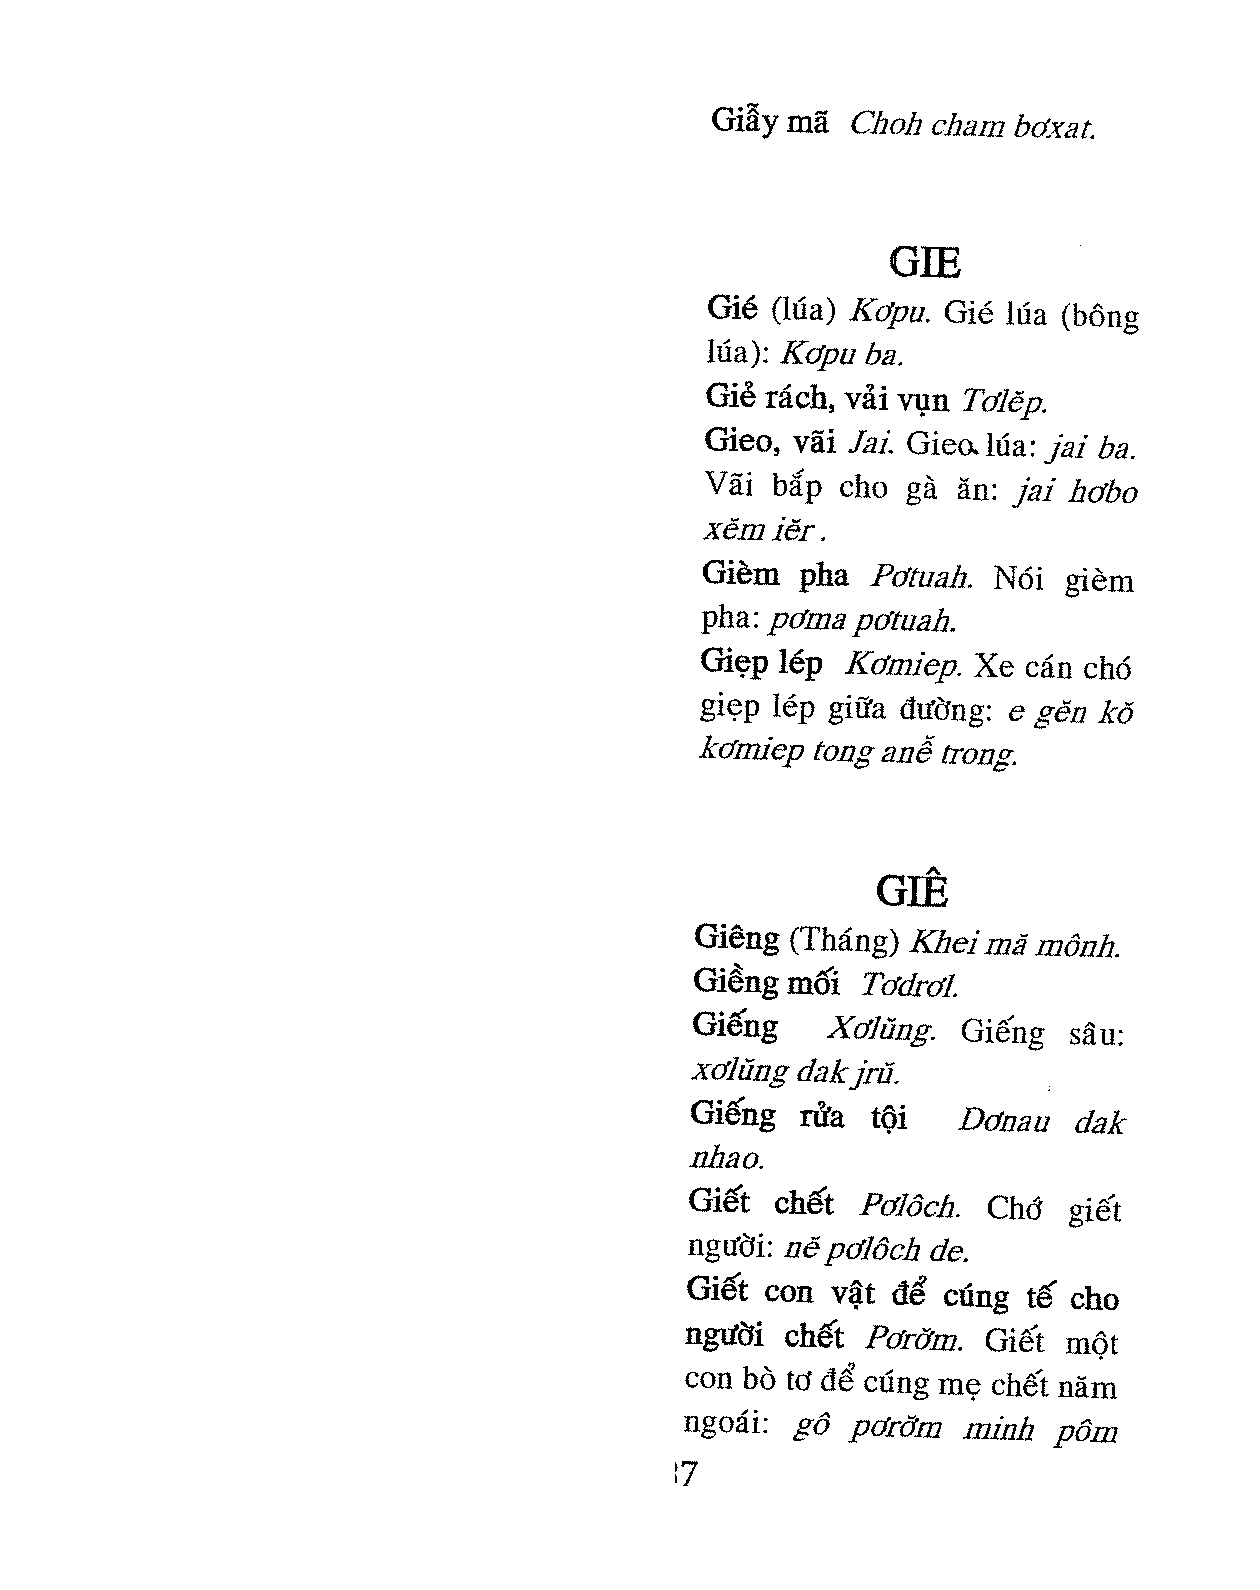 Giẫy mã Choh cham bơxat.
GIE
Gié (lúa) Kơpu. Gié lúa (bông
lúa): Kơpu ba.
Giẻ rách, vải vụn Tơlĕp.
Gieo, vãi Jai. Gieo lúa: jai ba.
Vãi bắp cho gà ăn: jai hơbo
xĕm iĕr .
Gièm pha Pơtuah. Nói gièm
pha: pơma pơtuah.
Giẹp lép Kơmiep. Xe cán chó
giẹp lép giữa đường: e gĕn kŏ
kơmiep tong anê̆ trong.
GIÊ
Giêng (Tháng) Khei mă mônh.
Giềng mối Tơdrơl.
Giếng Xơlŭng. Giếng sâu:
xơlŭng dak jrŭ.
Giếng rửa tội Dơnau dak
nhao.
Giết chết Pơlôch. Chớ giết
người: nĕ pơlôch de.
Giết con vật để cúng tế cho
người chết Pơrơ̆m. Giết một
con bò tơ để cúng mẹ chết năm
ngoái: gô pơrơ̆m minh pôm
7